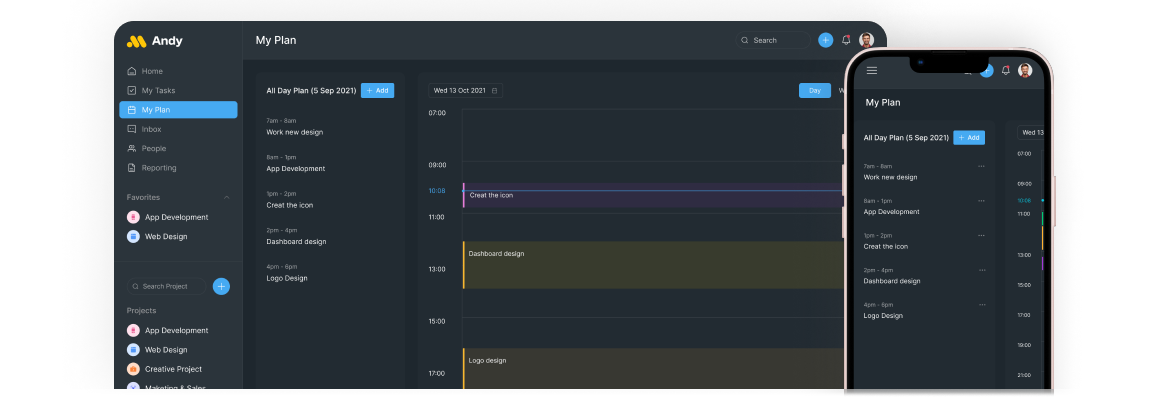 Andy
My Plan
Search
Home
My Tasks
My Plan
Inbox
People
Reporting
Favorites
App Development
Web Design
Search Project
Projects
App Development
Web Design
Creative Project
Maketing & Sales
All Day Plan (5 Sep 2021)
+ Add
7am - 8am
Work new design
8am - 1pm
App Development
1pm - 2pm
Creat the icon
2pm - 4pm
Dashboard design
4pm - 6pm
Logo Design
Wed 13 Oct 2021
Day
W
07:00
09:00
10:08
Creat the icon
11:00
Dashboard design
13:00
15:00
Logo design
17:00
My Plan
All Day Plan (5 Sep 2021)
+ Add
7am - 8am
Work new design
8am - 1pm
App Development
1pm - 2pm
Creat the icon
2pm - 4pm
Dashboard design
4pm - 6pm
Logo Design
Wed 13
07:00
09:00
10:08
11:00
13:00
15:00
17:00
19:00
21:00